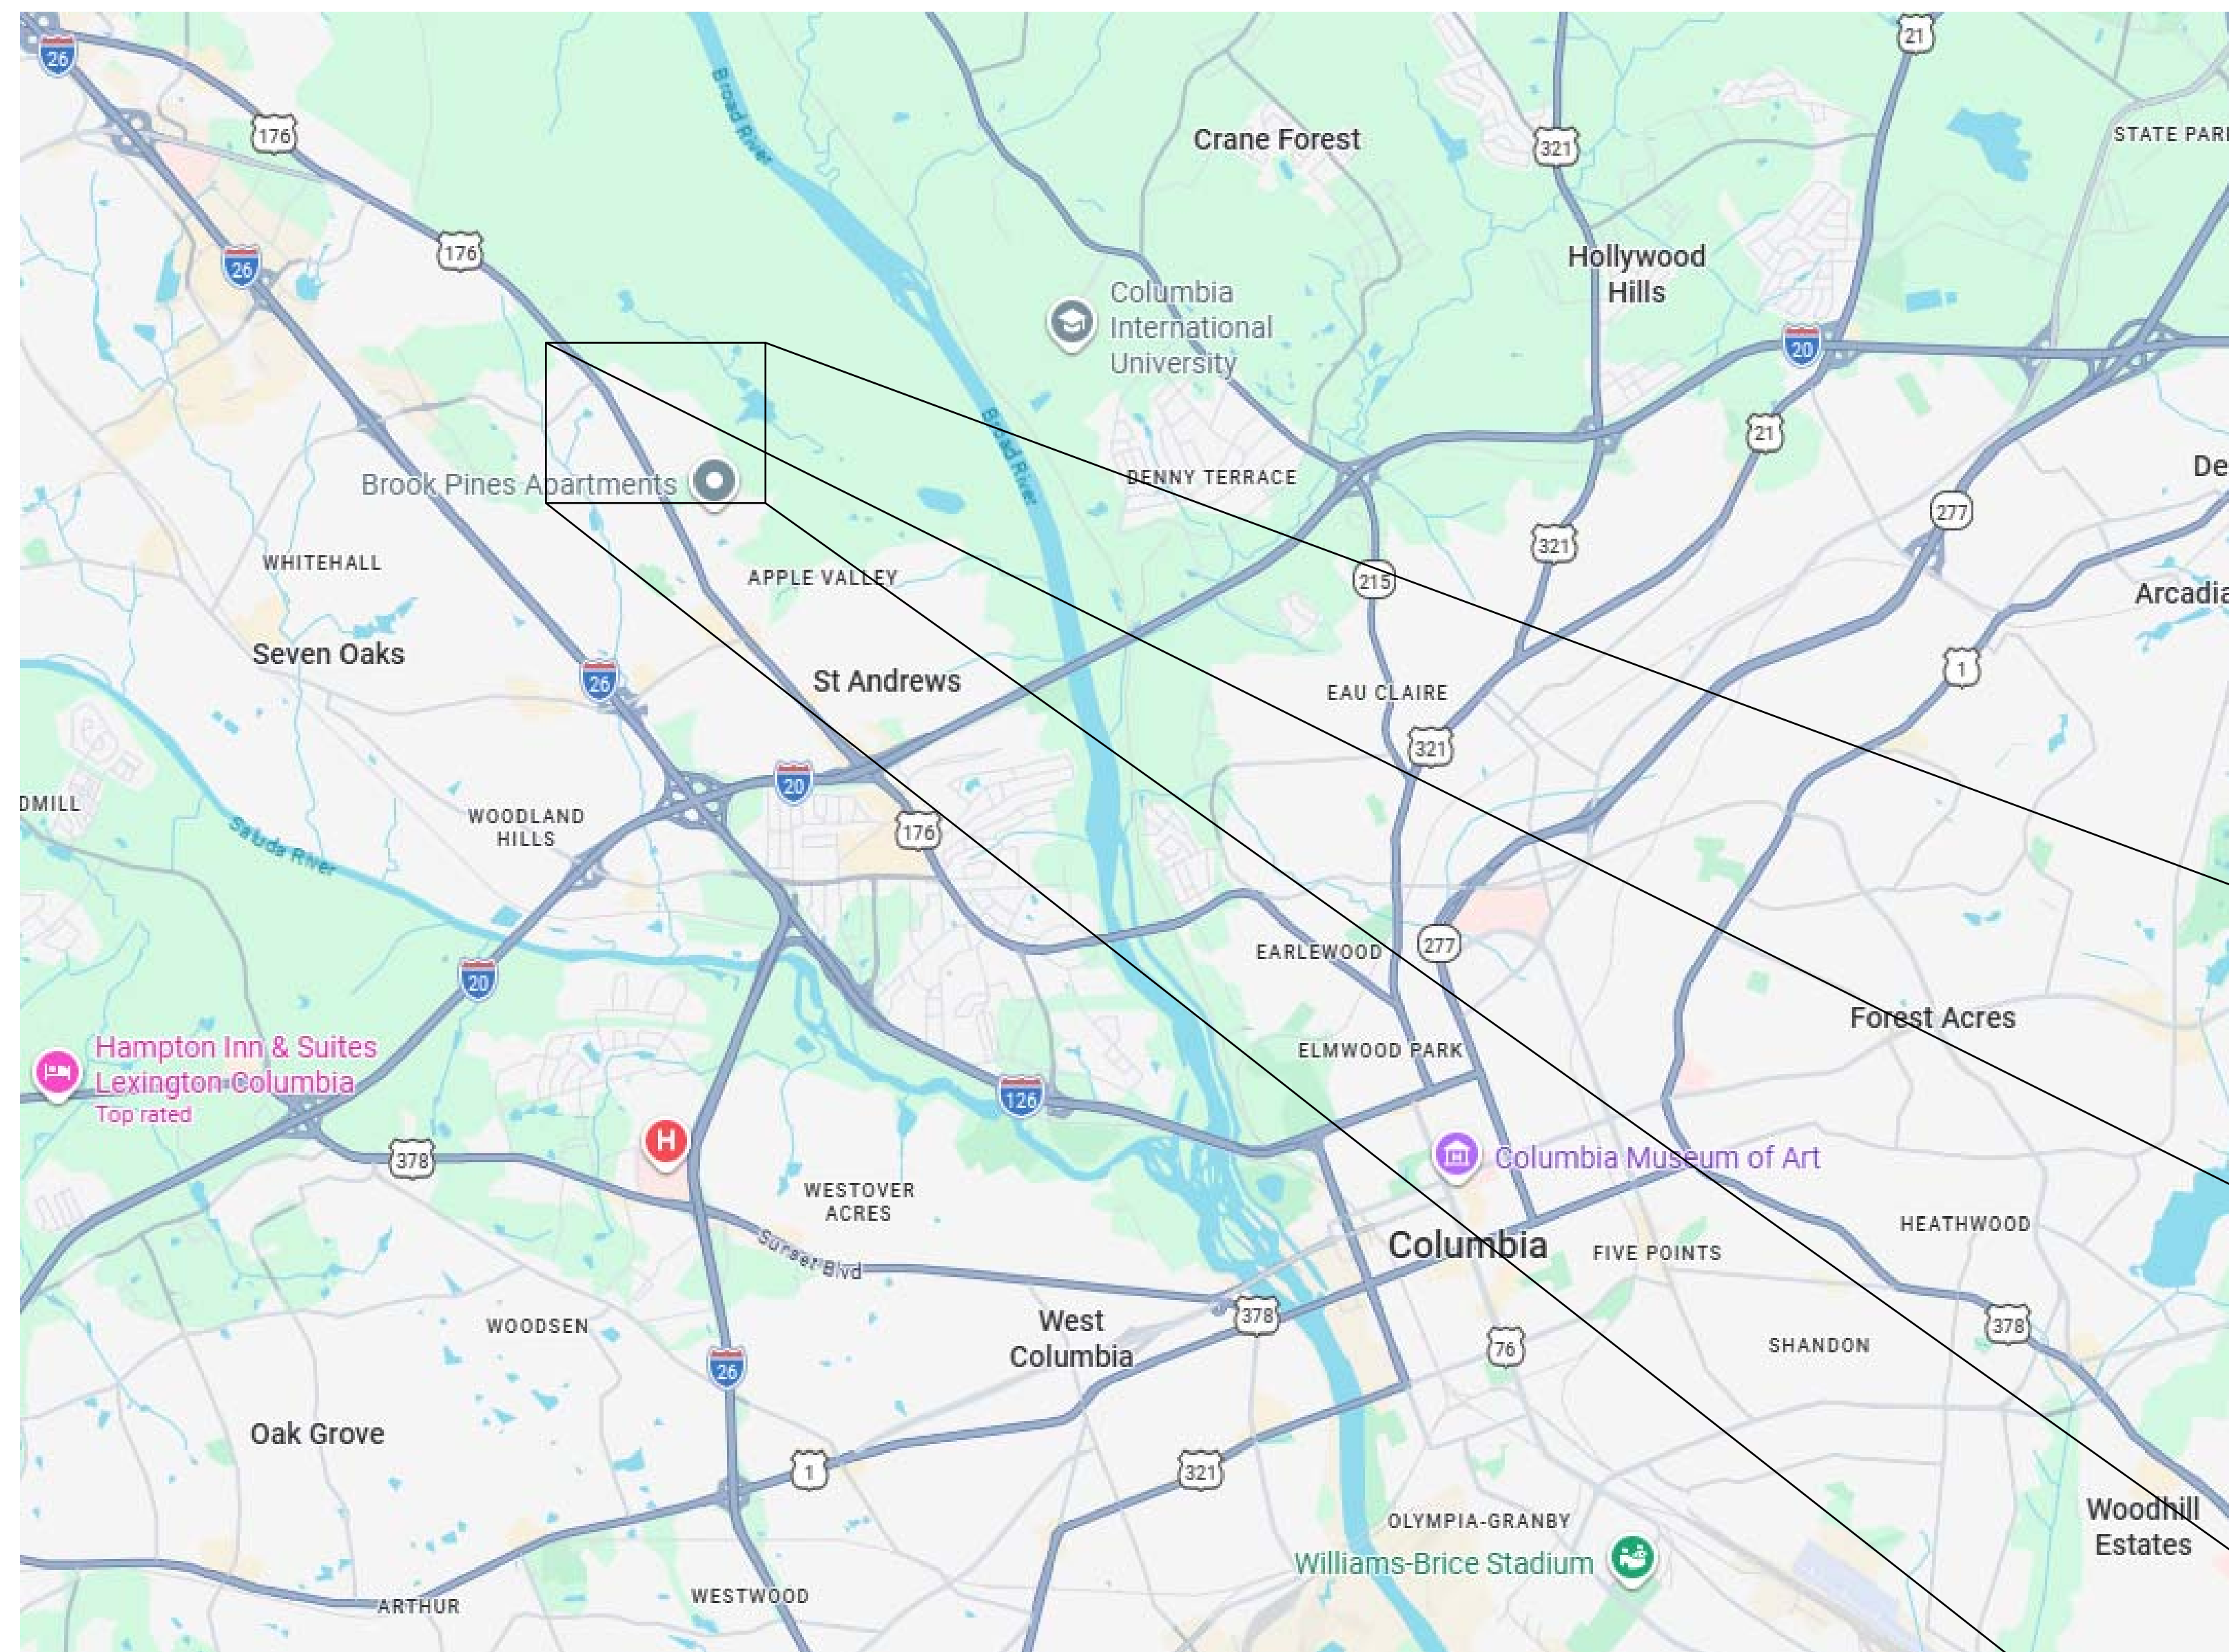 21
26
Broad River
176
Crane Forest
321
STATE PAR
176
26
Hollywood
Hills
Columbia
International
University
20
Broad River
21
De
DENNY TERRACE
Brook Pines Apartments
277
321
WHITEHALL
APPLE VALLEY
215
Arcadia
Seven Oaks
26
St Andrews
1
EAU CLAIRE
321
20
DMILL
WOODLAND
HILLS
176
Saluda River
277
EARLEWOOD
20
Forest Acres
Hampton Inn & Suites
Lexington Columbia
Top rated
ELMWOOD PARK
126
H
378
Columbia Museum of Art
WESTOVER
ACRES
HEATHWOOD
Columbia
FIVE POINTS
Sunset Blvd
378
378
WOODSEN
West
Columbia
76
SHANDON
26
Oak Grove
1
321
Woodhill
Estates
OLYMPIA-GRANBY
Williams-Brice Stadium
WESTWOOD
ARTHUR